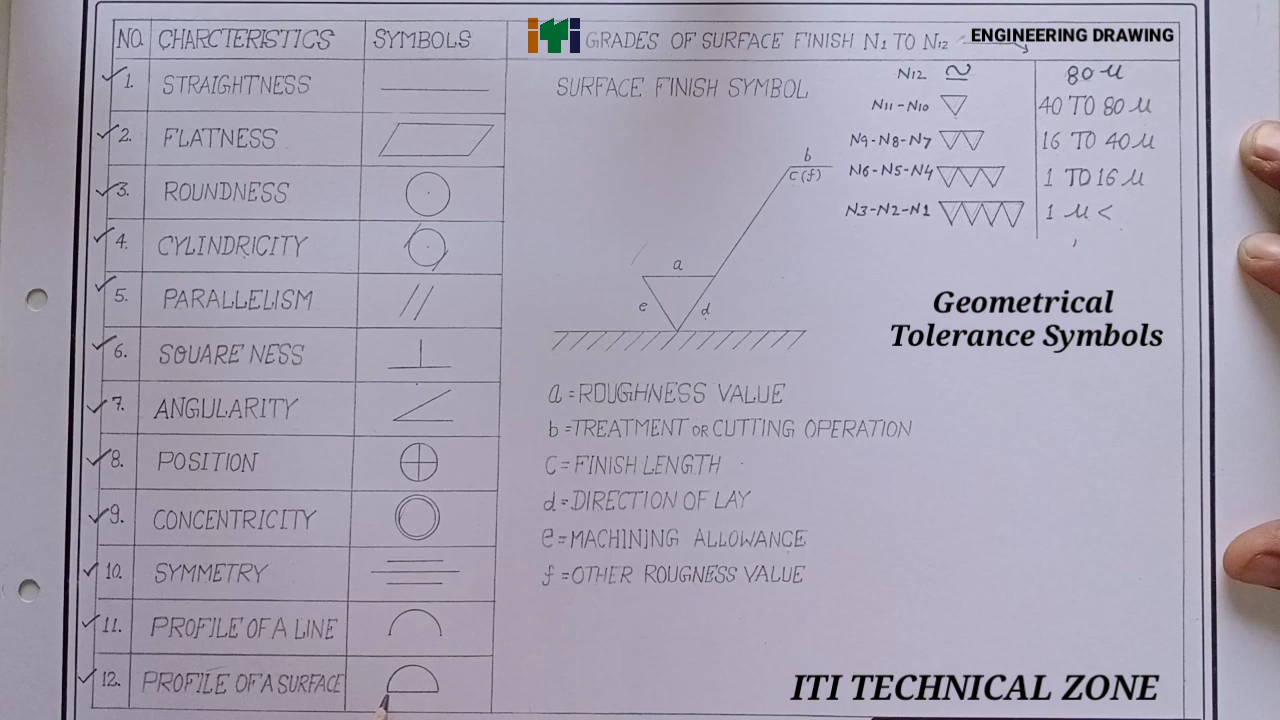 NO. CHARCTERISTICS SYMBOLS
1. STRAIGHTNESS
2. FLATNESS
3. ROUNDNESS
4. CYLINDRICITY
5. PARALLELISM
6. SQUARE NESS
7. ANGULARITY
8. POSITION
9. CONCENTRICITY
10. SYMMETRY
11. PROFILE OF A LINE
12. PROFILE OF A SURFACE
iTi
GRADES OF SURFACE FINISH N1 TO N12
ENGINEERING DRAWING
SURFACE FINISH SYMBOL
N12 80 μ
N11-N10 40 TO 80 μ
N9-N8-N7 16 TO 40 μ
N6-N5-N4 1 TO 16 μ
N3-N2-N1 1 μ <
b
c(f)
a
e d
Geometrical
Tolerance Symbols
a = ROUGHNESS VALUE
b = TREATMENT OR CUTTING OPERATION
C = FINISH LENGTH
d = DIRECTION OF LAY
e = MACHINING ALLOWANCE
f = OTHER ROUGNESS VALUE
ITI TECHNICAL ZONE